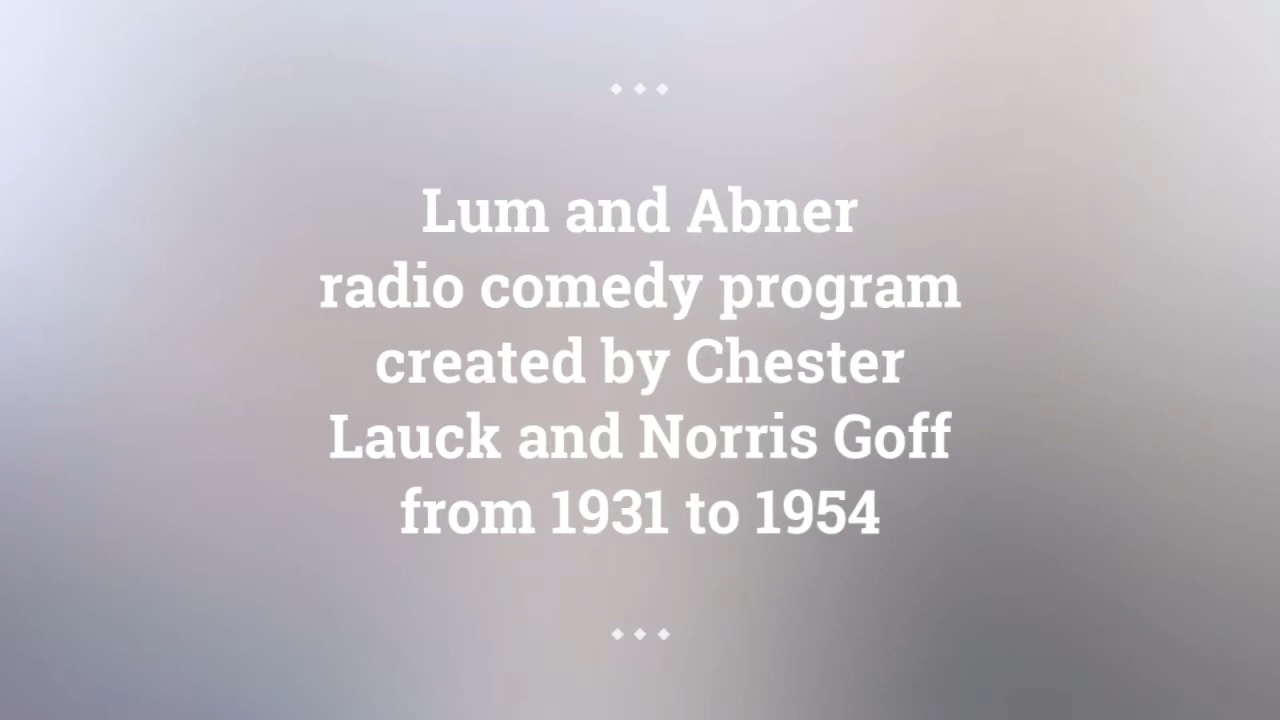 Lum and Abner
radio comedy program
created by Chester
Lauck and Norris Goff
from 1931 to 1954